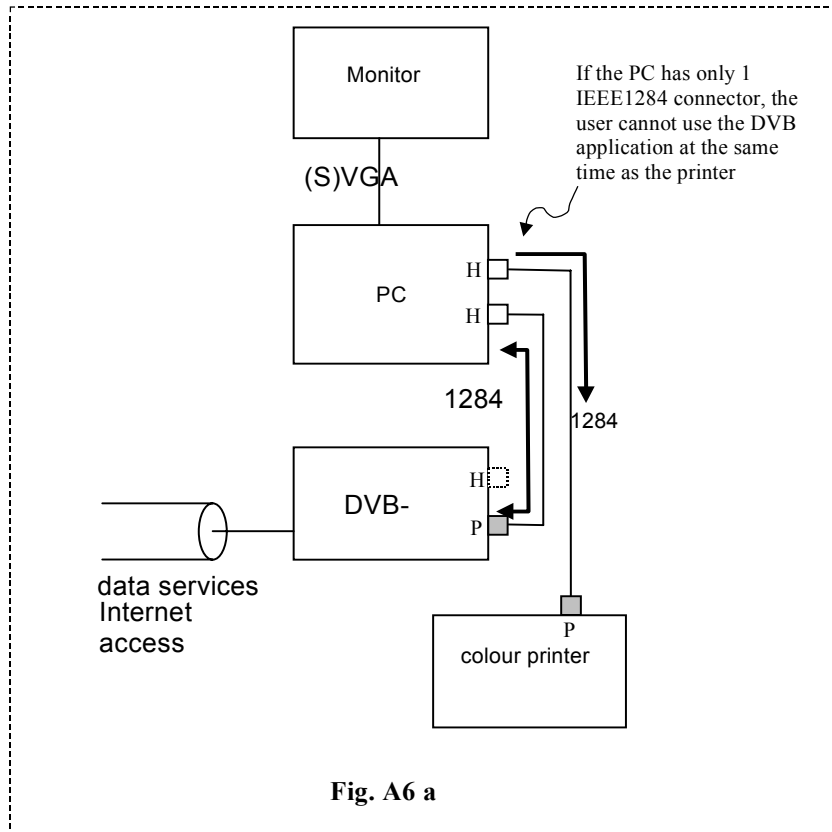 Monitor
If the PC has only 1
IEEE1284 connector, the
user cannot use the DVB
application at the same
time as the printer
(S)VGA
H
PC
H
1284
1284
H
DVB-
P
data services
Internet
access
P
colour printer
Fig. A6 a